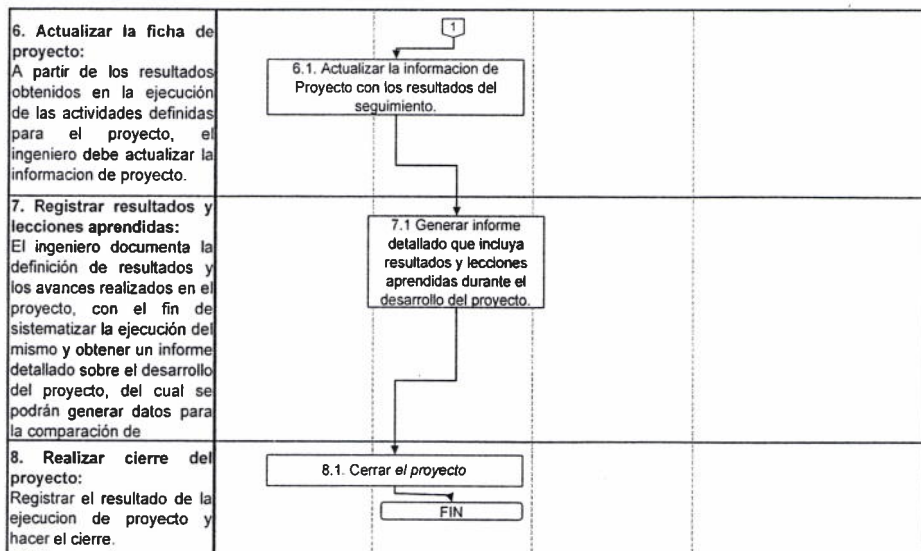 6. Actualizar la ficha de
proyecto:
A partir de los resultados
obtenidos en la ejecución
de las actividades definidas
para el proyecto, el
ingeniero debe actualizar la
informacion de proyecto.
1
6.1. Actualizar la informacion de
Proyecto con los resultados del
seguimiento.
7. Registrar resultados y
lecciones aprendidas:
El ingeniero documenta la
definición de resultados y
los avances realizados en el
proyecto, con el fin de
sistematizar la ejecución del
mismo y obtener un informe
detallado sobre el desarrollo
del proyecto, del cual se
podrán generar datos para
la comparación de
7.1 Generar informe
detallado que incluya
resultados y lecciones
aprendidas durante el
desarrollo del proyecto.
8. Realizar cierre del
proyecto:
Registrar el resultado de la
ejecucion de proyecto y
hacer el cierre.
8.1. Cerrar el proyecto
FIN